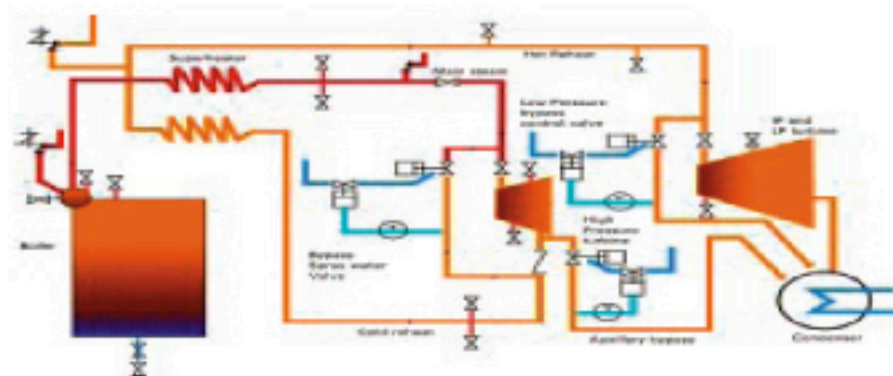 Superheater
Hot Reheat
Main steam
Low Pressure
bypass
control valve
IP and
LP turbine
Boiler
Bypass
Spray water
Valve
High
Pressure
turbine
Cold reheat
Auxiliary bypass
Condenser